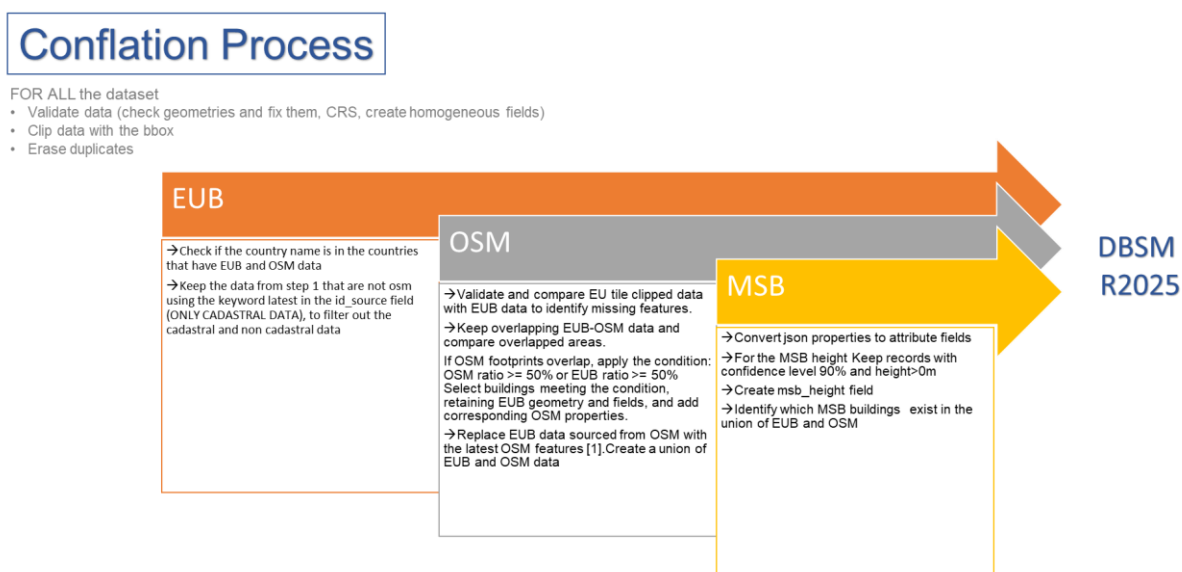 Conflation Process
FOR ALL the dataset
• Validate data (check geometries and fix them, CRS, create homogeneous fields)
• Clip data with the bbox
• Erase duplicates
EUB
→Check if the country name is in the countries
that have EUB and OSM data
→Keep the data from step 1 that are not osm
using the keyword latest in the id_source field
(ONLY CADASTRAL DATA), to filter out the
cadastral and non cadastral data
OSM
→Validate and compare EU tile clipped data
with EUB data to identify missing features.
→Keep overlapping EUB-OSM data and
compare overlapped areas.
If OSM footprints overlap, apply the condition:
OSM ratio >= 50% or EUB ratio >= 50%
Select buildings meeting the condition,
retaining EUB geometry and fields, and add
corresponding OSM properties.
→Replace EUB data sourced from OSM with
the latest OSM features [1].Create a union of
EUB and OSM data
MSB
→Convert json properties to attribute fields
→For the MSB height Keep records with
confidence level 90% and height>0m
→Create msb_height field
→Identify which MSB buildings exist in the
union of EUB and OSM
DBSM
R2025